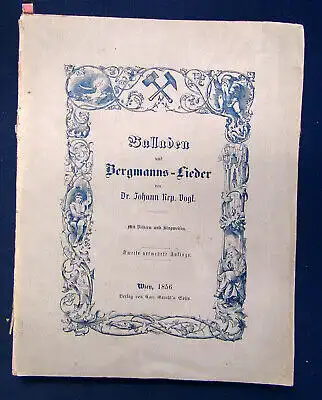 Balladen
und
Bergmanns-Lieder
von
Dr. Johann Nep. Vogl.
Mit Bildern und Singweisen.
Zweite vermehrte Auflage.
Wien, 1856
Verlag von Carl Gerold's Sohn.